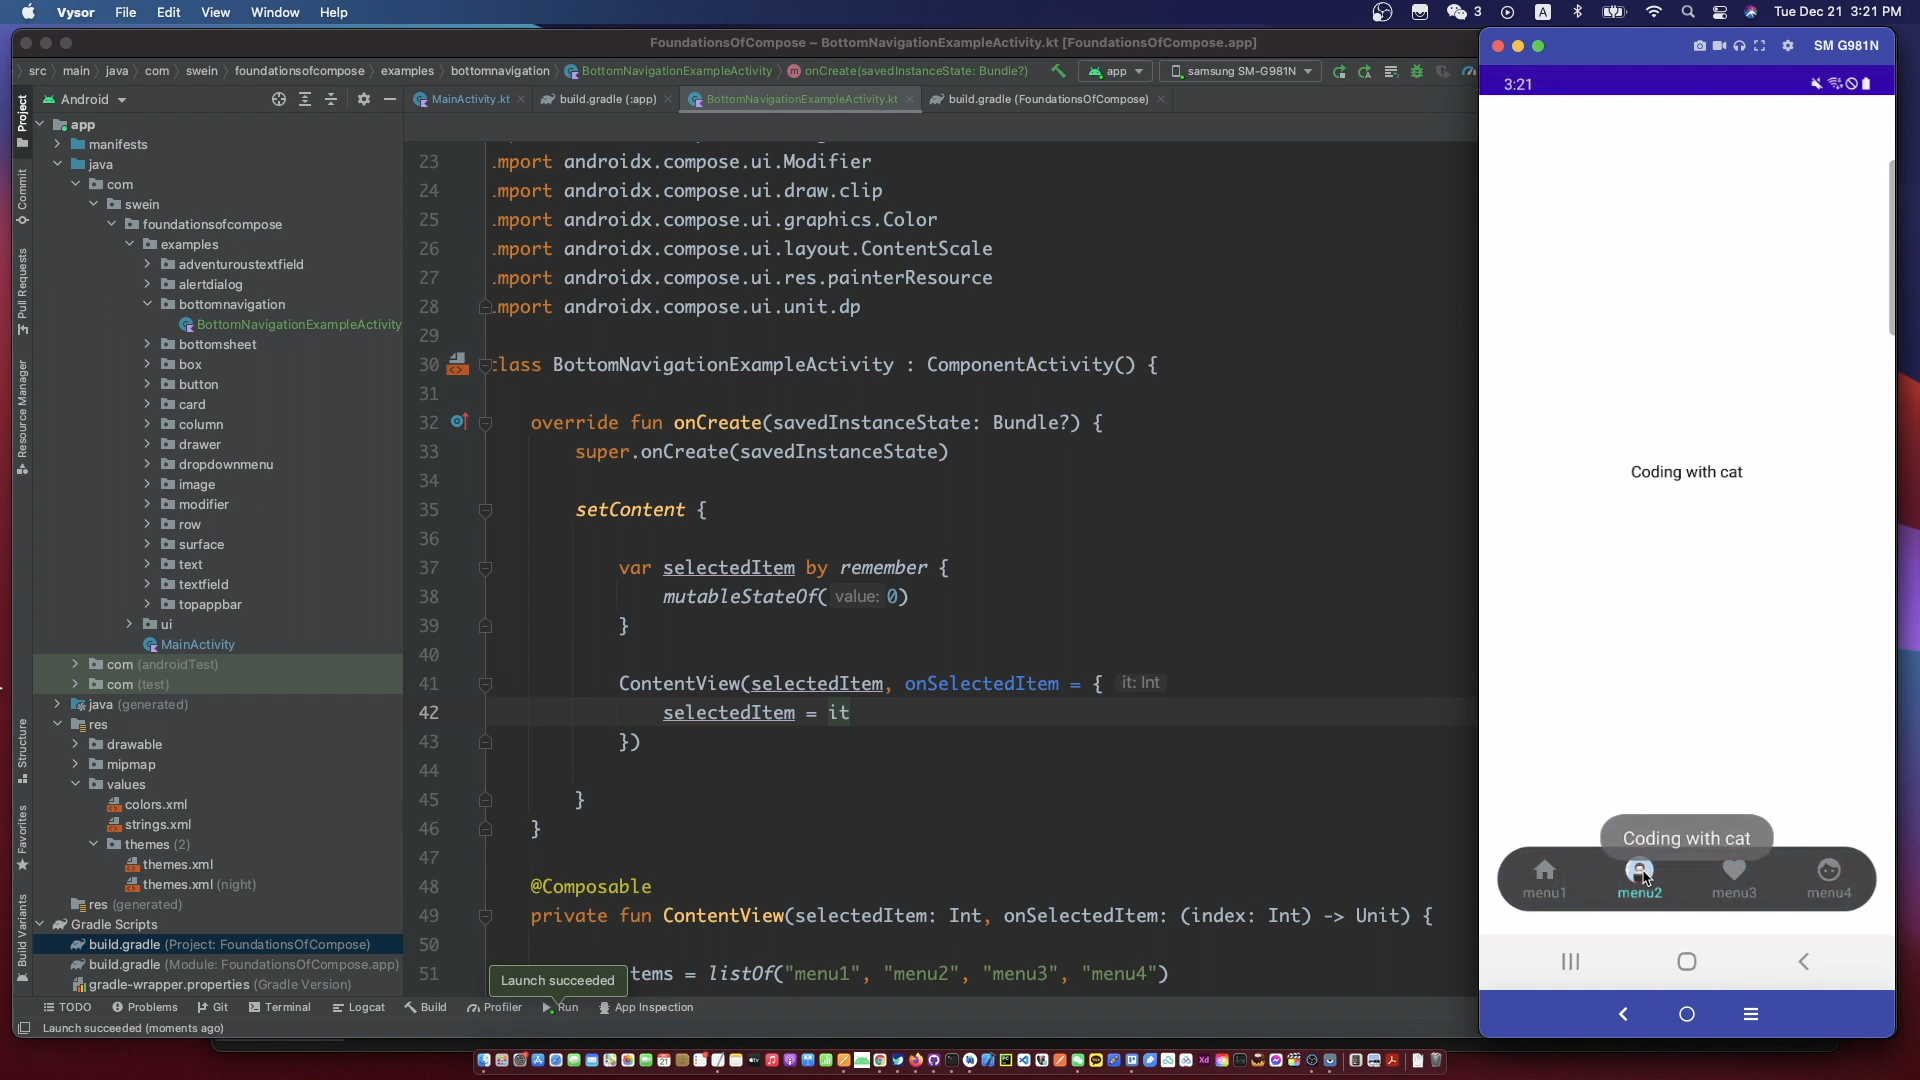 Vysor File Edit View Window Help
3 A Tue Dec 21 3:21 PM
FoundationsOfCompose – BottomNavigationExampleActivity.kt [FoundationsOfCompose.app]
src main java com swein foundationsofcompose examples bottomnavigation BottomNavigationExampleActivity onCreate(savedInstanceState: Bundle?) app samsung SM-G981N
Android
MainActivity.kt build.gradle (:app) BottomNavigationExampleActivity.kt build.gradle (FoundationsOfCompose)
Project
Commit
Pull Requests
Resource Manager
Structure
Favorites
Build Variants
app
manifests
java
com
swein
foundationsofcompose
examples
adventuroustextfield
alertdialog
bottomnavigation
BottomNavigationExampleActivity
bottomsheet
box
button
card
column
drawer
dropdownmenu
image
modifier
row
surface
text
textfield
topappbar
ui
MainActivity
com (androidTest)
com (test)
java (generated)
res
drawable
mipmap
values
colors.xml
strings.xml
themes (2)
themes.xml
themes.xml (night)
res (generated)
Gradle Scripts
build.gradle (Project: FoundationsOfCompose)
build.gradle (Module: FoundationsOfCompose.app)
gradle-wrapper.properties (Gradle Version)
23 mport androidx.compose.ui.Modifier
24 mport androidx.compose.ui.draw.clip
25 mport androidx.compose.ui.graphics.Color
26 mport androidx.compose.ui.layout.ContentScale
27 mport androidx.compose.ui.res.painterResource
28 mport androidx.compose.ui.unit.dp
29
30 class BottomNavigationExampleActivity : ComponentActivity() {
31
32 override fun onCreate(savedInstanceState: Bundle?) {
33 super.onCreate(savedInstanceState)
34
35 setContent {
36
37 var selectedItem by remember {
38 mutableStateOf( value: 0)
39 }
40
41 ContentView(selectedItem, onSelectedItem = { it: Int
42 selectedItem = it
43 })
44
45 }
46 }
47
48 @Composable
49 private fun ContentView(selectedItem: Int, onSelectedItem: (index: Int) -> Unit) {
50
51 tems = listOf("menu1", "menu2", "menu3", "menu4")
Launch succeeded
TODO Problems Git Terminal Logcat Build Profiler Run App Inspection
Launch succeeded (moments ago)
SM G981N
3:21
Coding with cat
Coding with cat
menu1 menu2 menu3 menu4